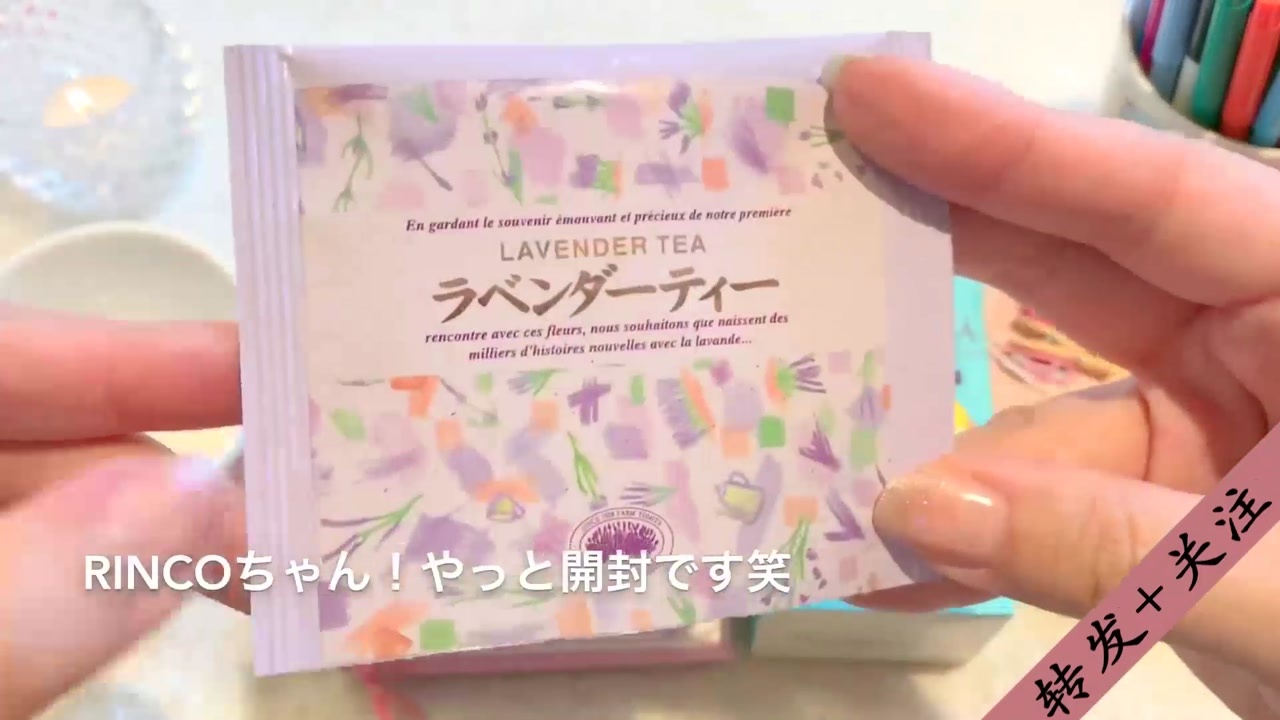 En gardant le souvenir émauvant et précieux de notre première
LAVENDER TEA
ラベンダーティー
rencontre avec ces fleurs, nous souhaitons que naissent des
milliers d'histoires nouvelles avec la lavande...
RINCOちゃん！やっと開封です笑
转发+关注